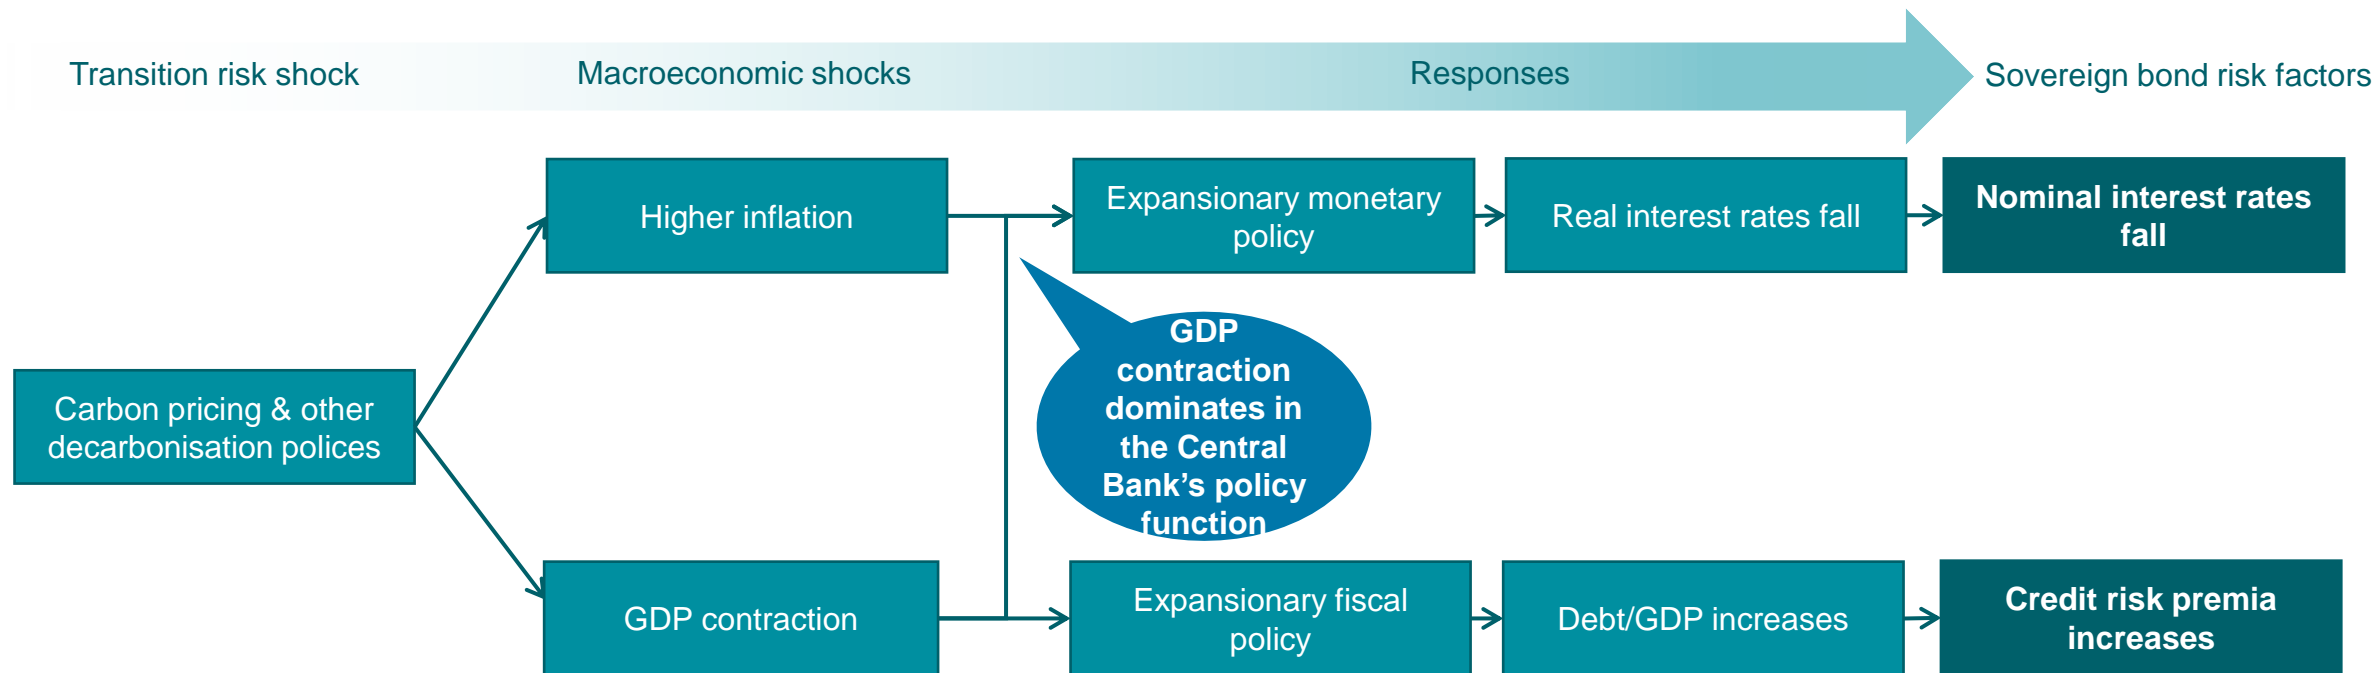 Transition risk shock
Macroeconomic shocks
Responses
Sovereign bond risk factors
Higher inflation
Expansionary monetary
policy
Real interest rates fall
Nominal interest rates
fall
GDP
contraction
dominates in
the Central
Bank’s policy
function
Carbon pricing & other
decarbonisation polices
GDP contraction
Expansionary fiscal
policy
Debt/GDP increases
Credit risk premia
increases